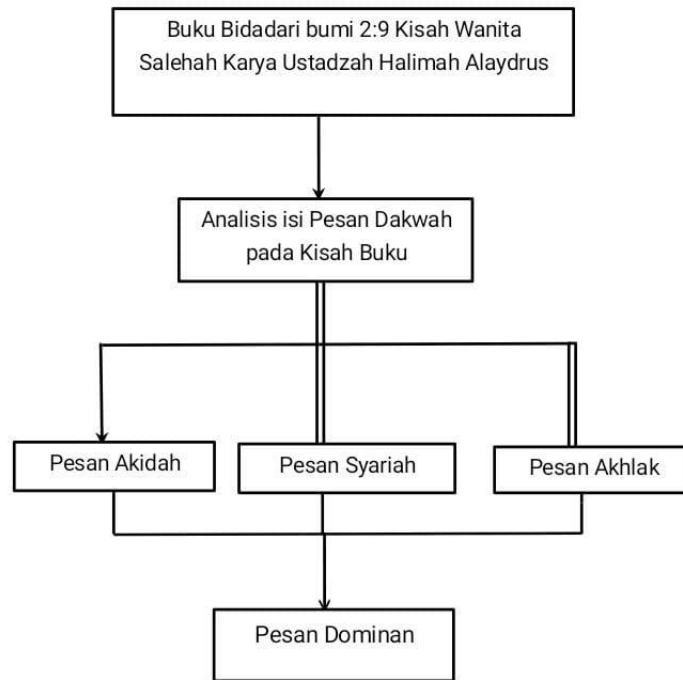 Buku Bidadari bumi 2:9 Kisah Wanita
Salehah Karya Ustadzah Halimah Alaydrus
Analisis isi Pesan Dakwah
pada Kisah Buku
Pesan Akidah
Pesan Syariah
Pesan Akhlak
Pesan Dominan